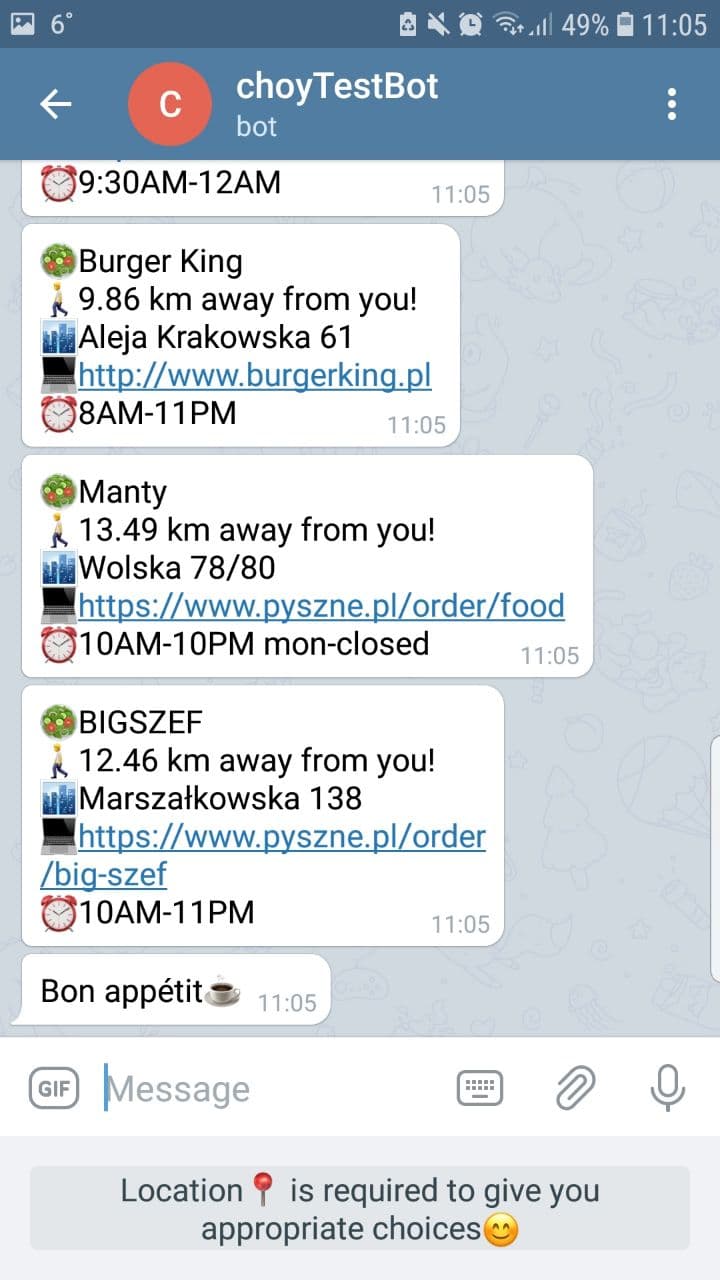 6°
49% 11:05
C
choyTestBot
bot
9:30AM-12AM
11:05
Burger King
9.86 km away from you!
Aleja Krakowska 61
http://www.burgerking.pl
8AM-11PM
11:05
Manty
13.49 km away from you!
Wolska 78/80
https://www.pyszne.pl/order/food
10AM-10PM mon-closed
11:05
BIGSZEF
12.46 km away from you!
Marszałkowska 138
https://www.pyszne.pl/order
/big-szef
10AM-11PM
11:05
Bon appétit☕
11:05
GIF
Message
Location📍 is required to give you
appropriate choices😊